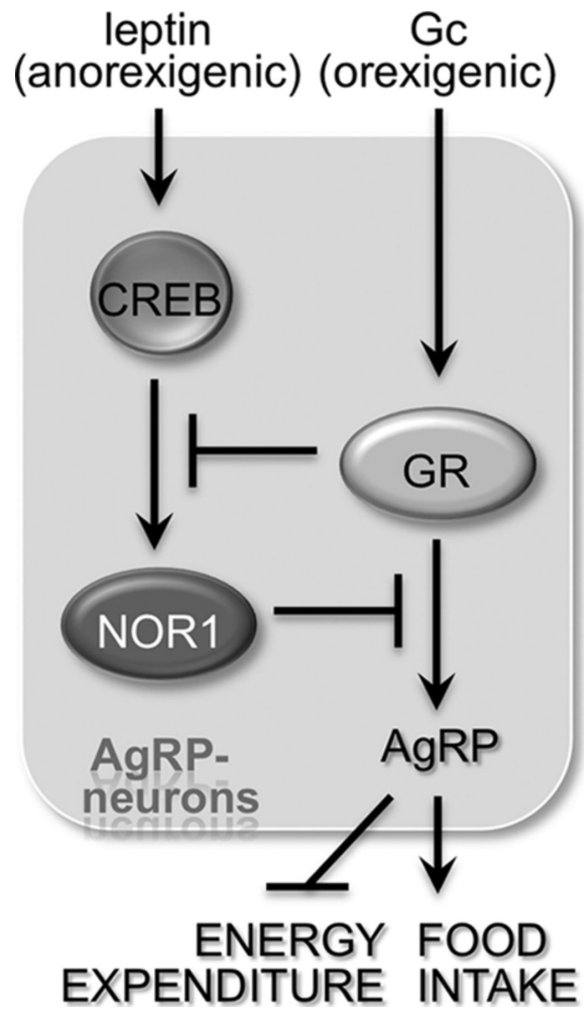 leptin
(anorexigenic)
Gc
(orexigenic)
CREB
GR
NOR1
AgRP
AgRP-
neurons
ENERGY
EXPENDITURE
FOOD
INTAKE